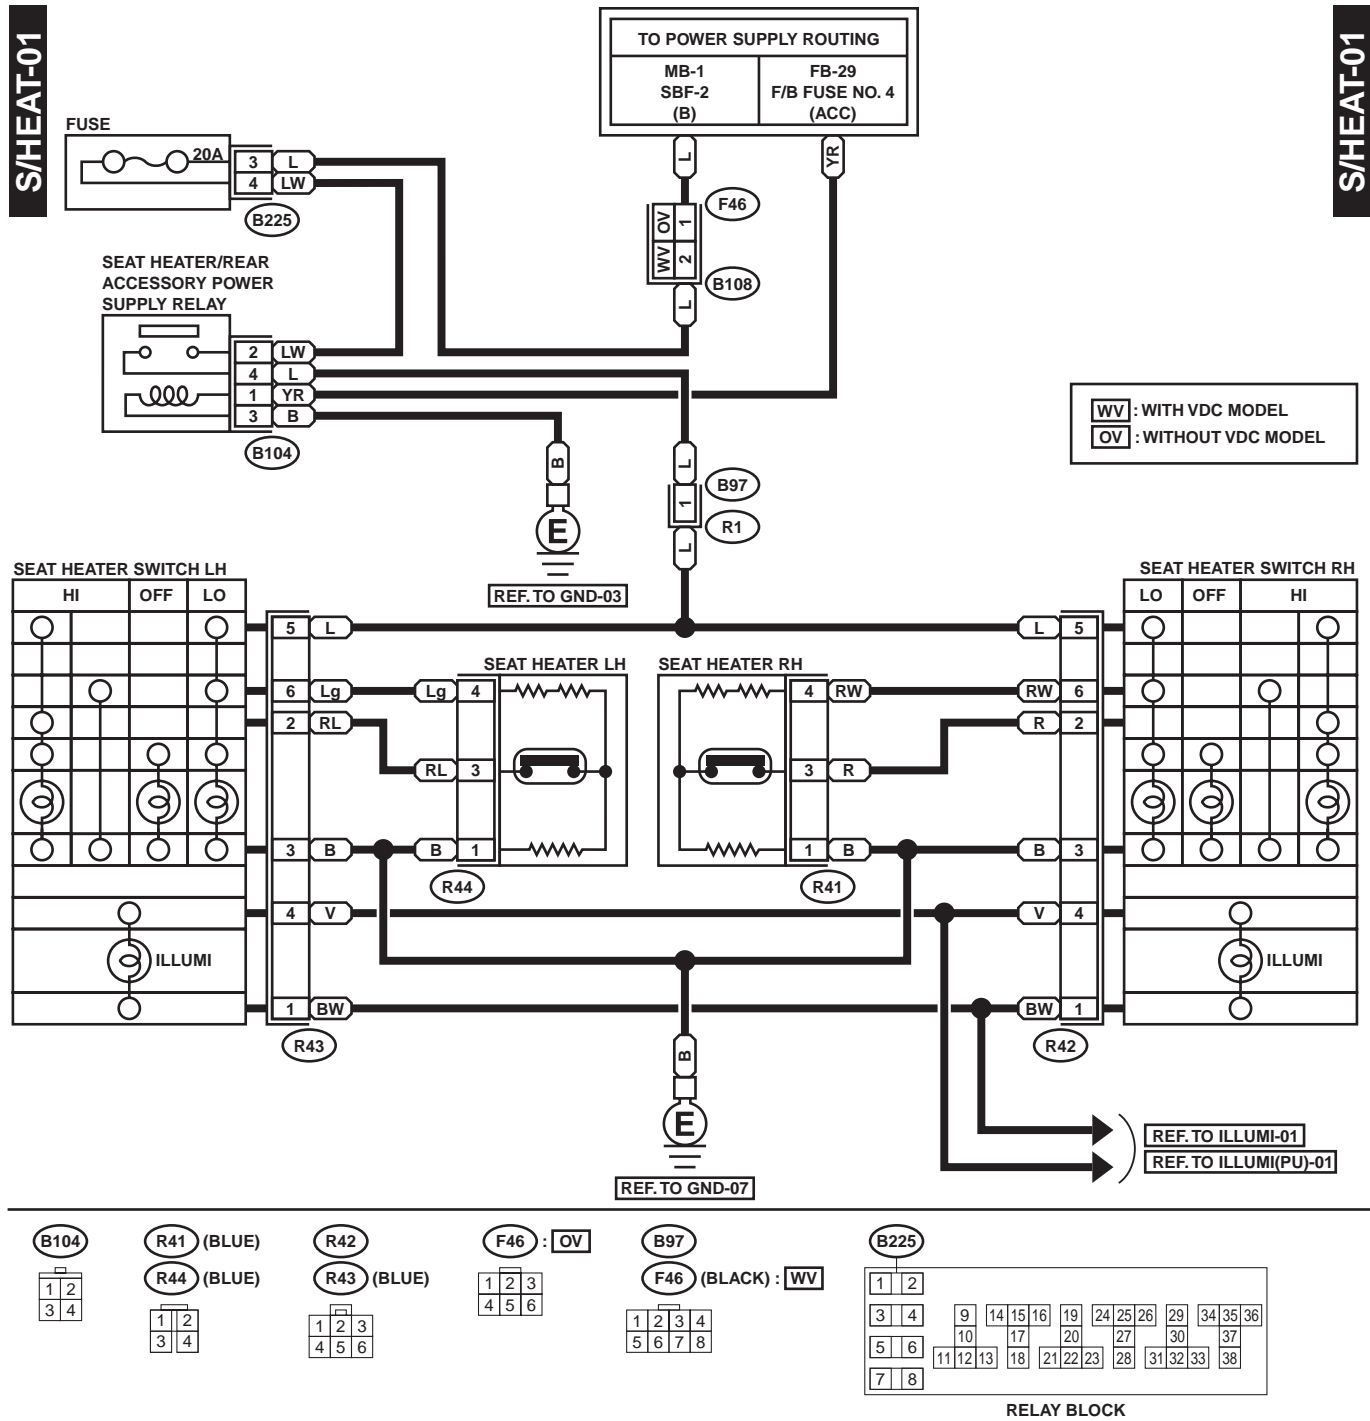 S/HEAT-01
S/HEAT-01
TO POWER SUPPLY ROUTING
MB-1
SBF-2
(B)
FB-29
F/B FUSE NO. 4
(ACC)
FUSE
20A
3 L
4 LW
B225
L
YR
OV 1
WV 2
F46
B108
L
SEAT HEATER/REAR
ACCESSORY POWER
SUPPLY RELAY
2 LW
4 L
1 YR
3 B
B104
B
E
REF. TO GND-03
L
1
B97
R1
L
WV : WITH VDC MODEL
OV : WITHOUT VDC MODEL
SEAT HEATER SWITCH LH
HI OFF LO
5 L
6 Lg
2 RL
3 B
4 V
1 BW
ILLUMI
R43
SEAT HEATER LH
Lg 4
RL 3
B 1
R44
SEAT HEATER RH
4 RW
3 R
1 B
R41
SEAT HEATER SWITCH RH
LO OFF HI
L 5
RW 6
R 2
B 3
V 4
BW 1
ILLUMI
R42
B
E
REF. TO GND-07
REF. TO ILLUMI-01
REF. TO ILLUMI(PU)-01
B104
1 2
3 4
R41 (BLUE)
R44 (BLUE)
1 2
3 4
R42
R43 (BLUE)
1 2 3
4 5 6
F46 : OV
1 2 3
4 5 6
B97
F46 (BLACK) : WV
1 2 3 4
5 6 7 8
B225
1 2
3 4 9 14 15 16 19 24 25 26 29 34 35 36
10 17 20 27 30 37
5 6 11 12 13 18 21 22 23 28 31 32 33 38
7 8
RELAY BLOCK